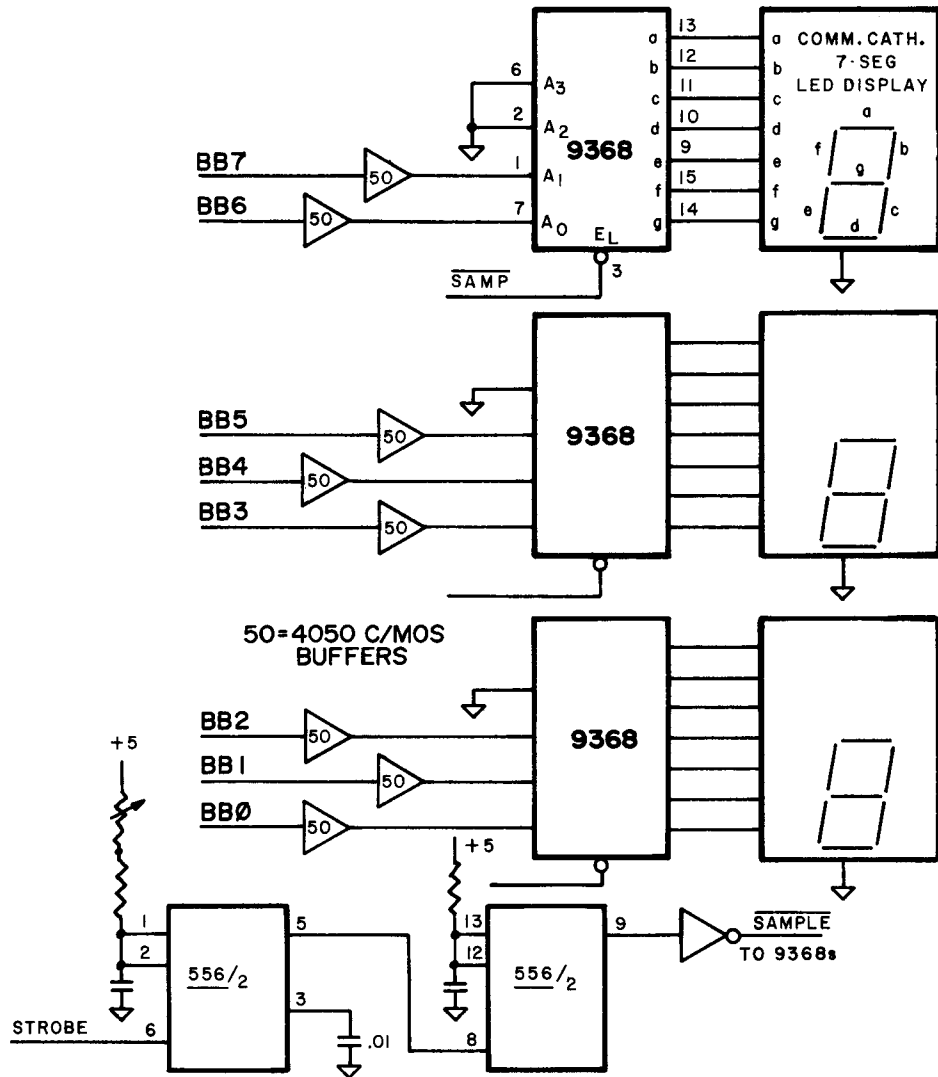 13
a
a
COMM. CATH.
7-SEG
LED DISPLAY
12
b
b
6
A3
11
c
c
2
A2
10
d
d
a
9368
f
b
9
e
e
g
BB7
50
1
A1
15
f
f
e
c
BB6
50
7
A0
14
g
g
d
EL
SAMP
3
9368
BB5
50
BB4
50
BB3
50
50=4050 C/MOS
BUFFERS
9368
BB2
50
BB1
50
BBØ
50
+5
+5
1
5
13
9
SAMPLE
2
12
TO 9368s
556/2
556/2
3
STROBE
6
.01
8